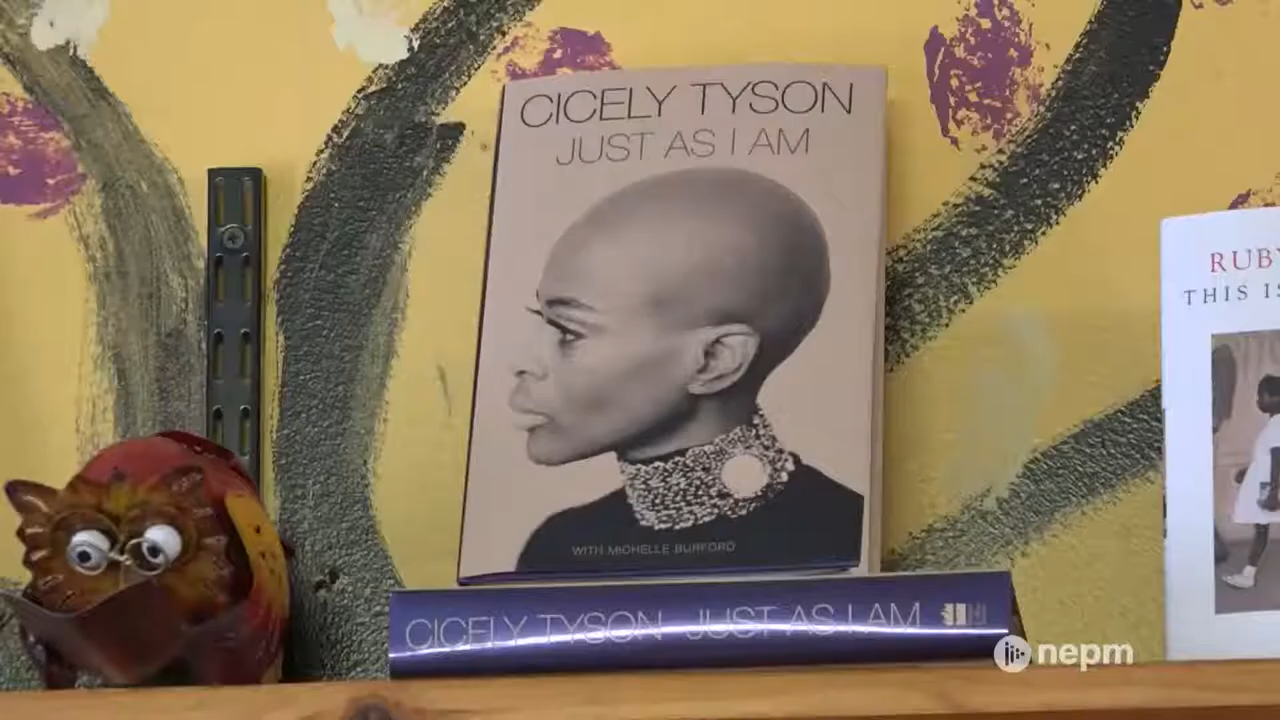 CICELY TYSON
JUST AS I AM
WITH MICHELLE BURFORD
CICELY TYSON JUST AS I AM
RUBY
THIS IS
nepm